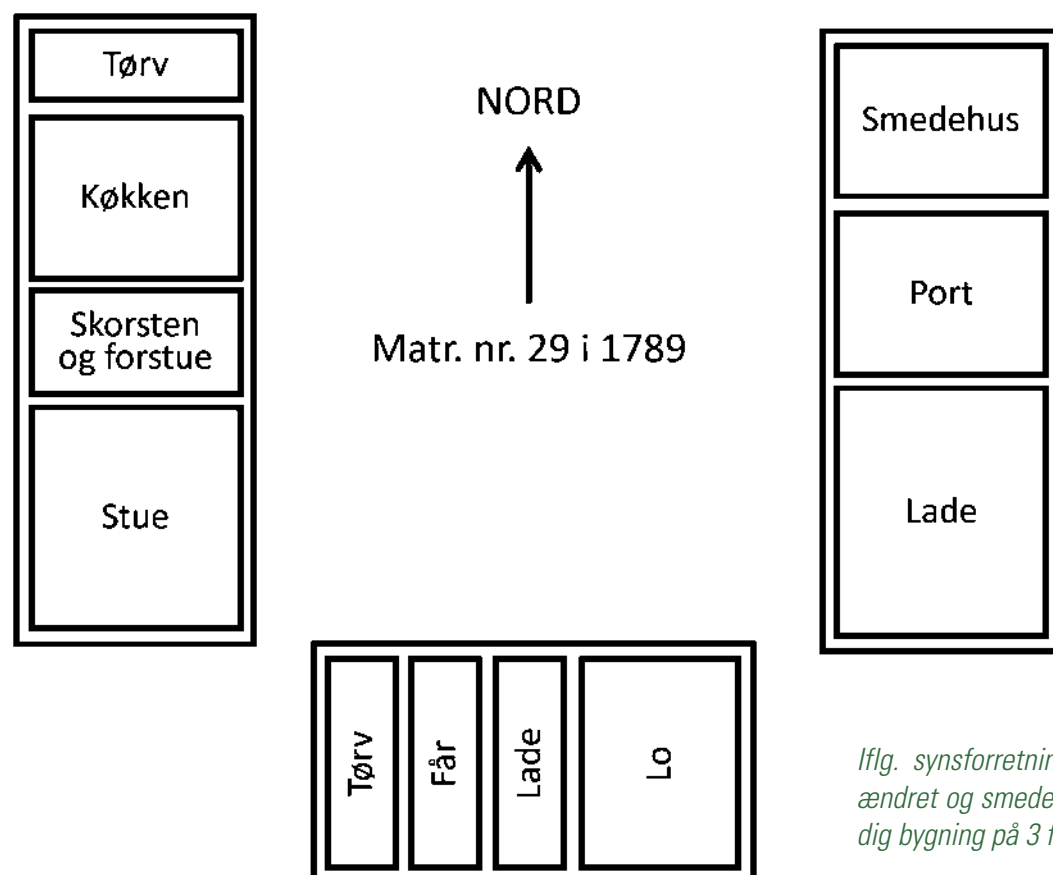 Tørv
Køkken
Skorsten
og forstue
Stue
NORD
Matr. nr. 29 i 1789
Smedehus
Port
Lade
Tørv
Får
Lade
Lo
Iflg. synsforretnin
ændret og smede
dig bygning på 3 f